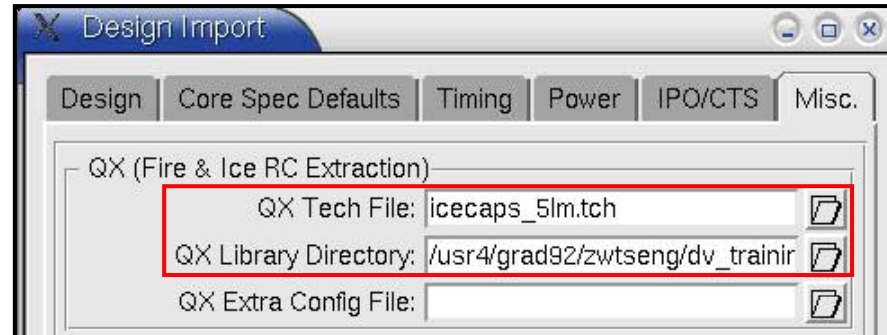 Design Import
Design Core Spec Defaults Timing Power IPO/CTS Misc.
QX (Fire & Ice RC Extraction)
QX Tech File: icecaps_5lm.tch
QX Library Directory: /usr4/grad92/zwtseng/dv_trainir
QX Extra Config File: